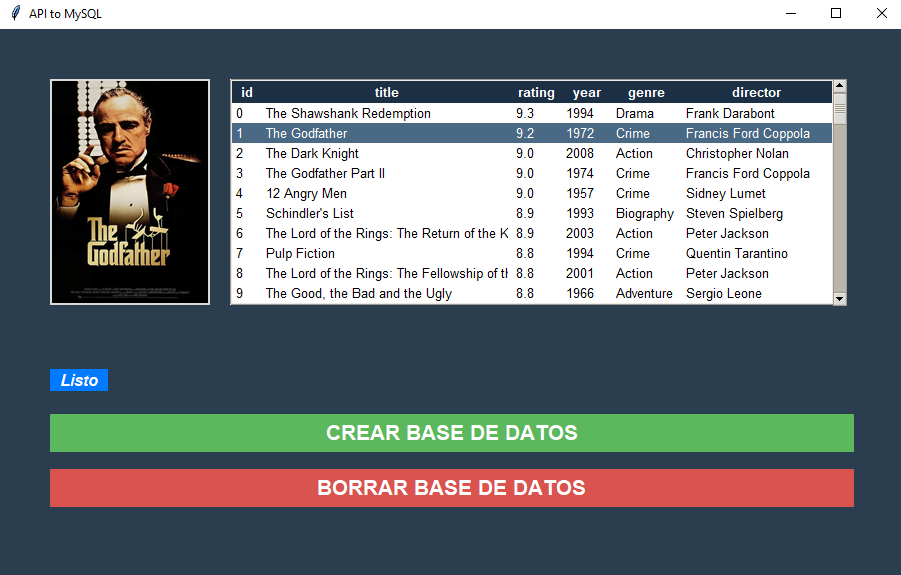 API to MySQL
id title rating year genre director
0 The Shawshank Redemption 9.3 1994 Drama Frank Darabont
1 The Godfather 9.2 1972 Crime Francis Ford Coppola
2 The Dark Knight 9.0 2008 Action Christopher Nolan
3 The Godfather Part II 9.0 1974 Crime Francis Ford Coppola
4 12 Angry Men 9.0 1957 Crime Sidney Lumet
5 Schindler's List 8.9 1993 Biography Steven Spielberg
6 The Lord of the Rings: The Return of the K 8.9 2003 Action Peter Jackson
7 Pulp Fiction 8.8 1994 Crime Quentin Tarantino
8 The Lord of the Rings: The Fellowship of th 8.8 2001 Action Peter Jackson
9 The Good, the Bad and the Ugly 8.8 1966 Adventure Sergio Leone
The
Godfather
Listo
CREAR BASE DE DATOS
BORRAR BASE DE DATOS